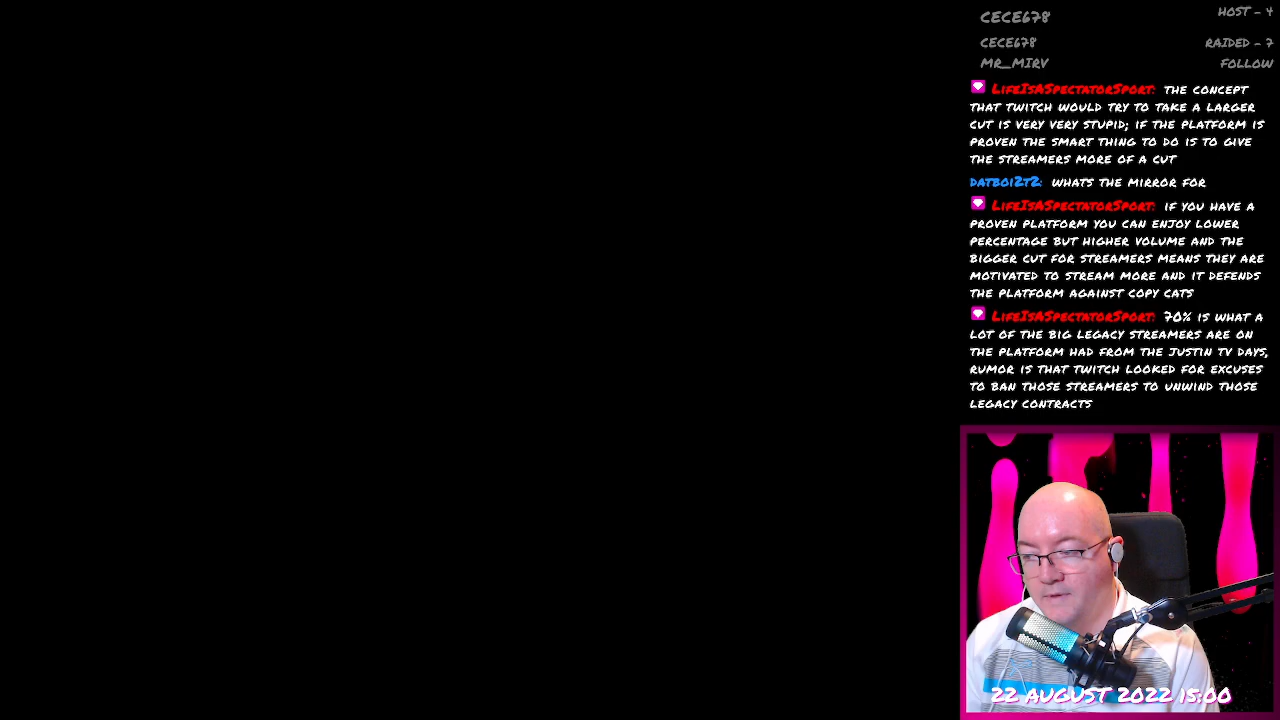 CECE678 HOST - 4
CECE678 RAIDED - 7
MR_MIRV FOLLOW
LifeIsASpectatorSport: THE CONCEPT
THAT TWITCH WOULD TRY TO TAKE A LARGER
CUT IS VERY VERY STUPID; IF THE PLATFORM IS
PROVEN THE SMART THING TO DO IS TO GIVE
THE STREAMERS MORE OF A CUT
DATBOI2T2: WHATS THE MIRROR FOR
LifeIsASpectatorSport: IF YOU HAVE A
PROVEN PLATFORM YOU CAN ENJOY LOWER
PERCENTAGE BUT HIGHER VOLUME AND THE
BIGGER CUT FOR STREAMERS MEANS THEY ARE
MOTIVATED TO STREAM MORE AND IT DEFENDS
THE PLATFORM AGAINST COPY CATS
LifeIsASpectatorSport: 70% IS WHAT A
LOT OF THE BIG LEGACY STREAMERS ARE ON
THE PLATFORM HAD FROM THE JUSTIN TV DAYS,
RUMOR IS THAT TWITCH LOOKED FOR EXCUSES
TO BAN THOSE STREAMERS TO UNWIND THOSE
LEGACY CONTRACTS
22 AUGUST 2022 15:00